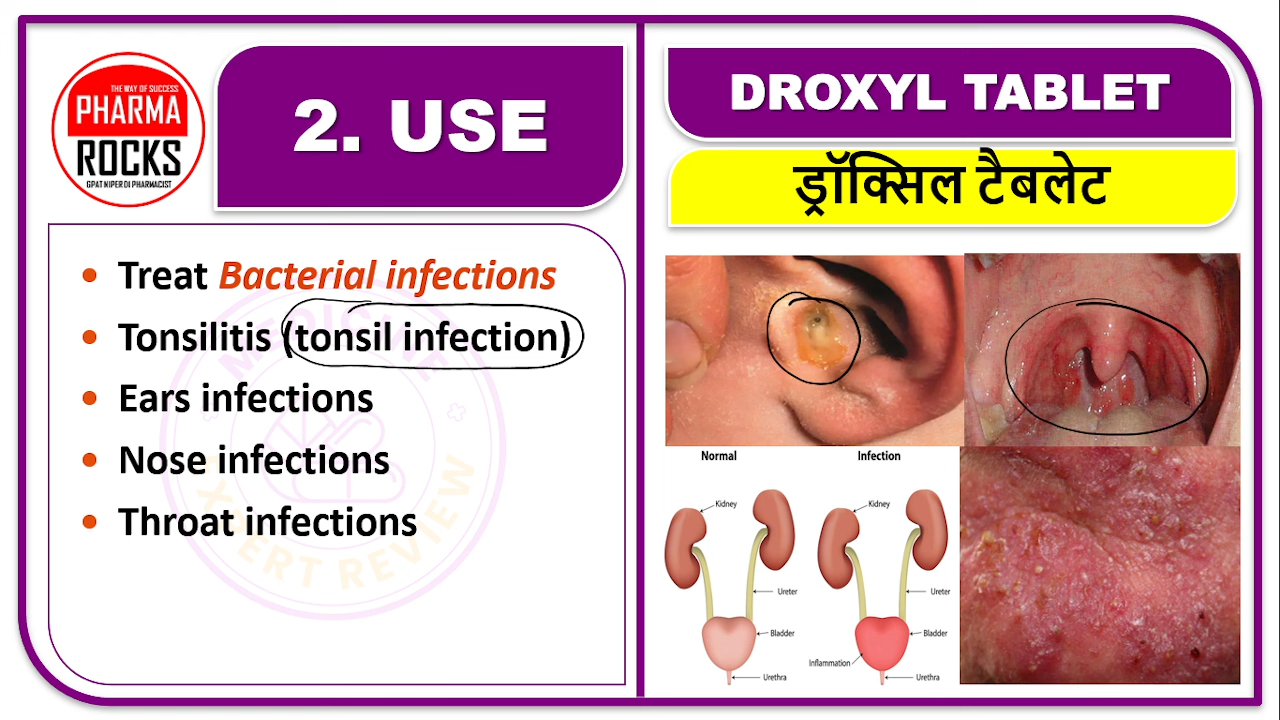 THE WAY OF SUCCESS
PHARMA
ROCKS
GPAT NIPER DI PHARMACIST
2. USE
• Treat Bacterial infections
• Tonsilitis (tonsil infection)
• Ears infections
• Nose infections
• Throat infections
EXPERT REVIEW
DROXYL TABLET
ड्रॉक्सिल टैबलेट
Normal
Infection
Kidney
Kidney
Ureter
Ureter
Bladder
Bladder
Inflammation
Urethra
Urethra